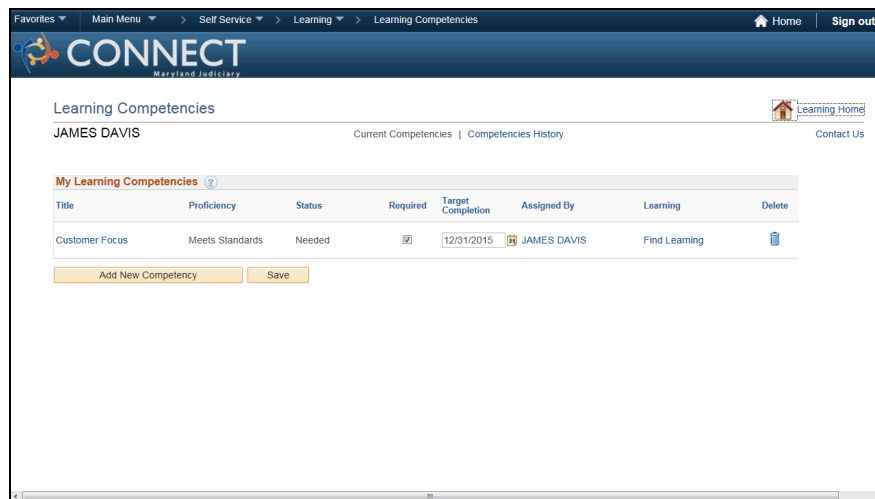 Favorites Main Menu > Self Service > Learning > Learning Competencies Home Sign out
CONNECT
Maryland Judiciary
Learning Competencies Learning Home
JAMES DAVIS Current Competencies | Competencies History Contact Us
My Learning Competencies ?
Title Proficiency Status Required Target Completion Assigned By Learning Delete
Customer Focus Meets Standards Needed 12/31/2015 31 JAMES DAVIS Find Learning
Add New Competency Save